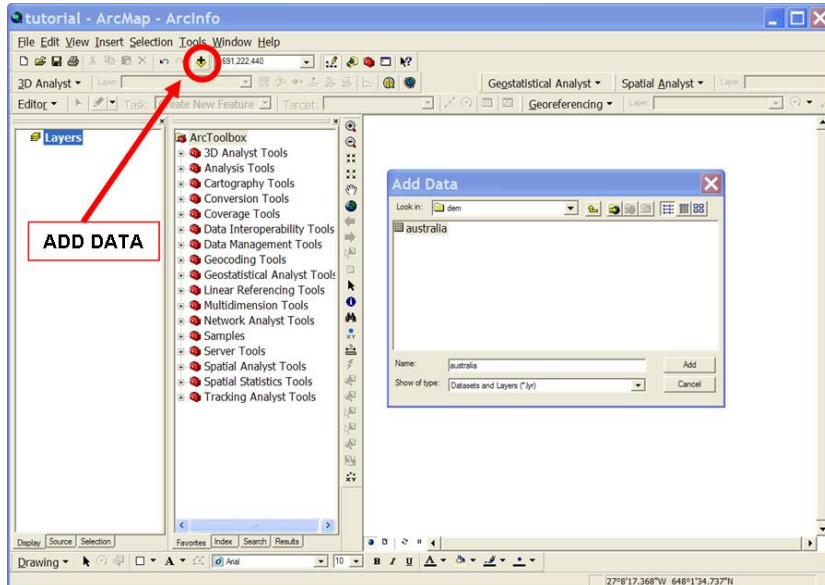 tutorial - ArcMap - ArcInfo
File Edit View Insert Selection Tools Window Help
691,222,440
3D Analyst Layer:
Geostatistical Analyst Spatial Analyst Layer:
Editor Task: Create New Feature Target:
Georeferencing Layer:
Layers
ADD DATA
Display Source Selection
ArcToolbox
3D Analyst Tools
Analysis Tools
Cartography Tools
Conversion Tools
Coverage Tools
Data Interoperability Tools
Data Management Tools
Geocoding Tools
Geostatistical Analyst Tools
Linear Referencing Tools
Multidimension Tools
Network Analyst Tools
Samples
Server Tools
Spatial Analyst Tools
Spatial Statistics Tools
Tracking Analyst Tools
Favorites Index Search Results
Add Data
Look in: dem
australia
Name: australia
Add
Show of type: Datasets and Layers (*.lyr)
Cancel
Drawing A Arial 10 B I U A
27°8'17.368"W 648°1'34.737"N